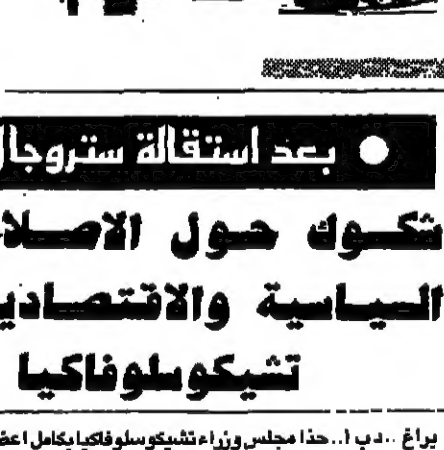 بعد استقالة ستروجا
شكوك حول الاصلا
السياسية والاقتصادي
تشيكوسلوفاكيا
براغ .. د ب أ .. حذا مجلس وزراء تشيكوسلوفاكيا بكامل اعض